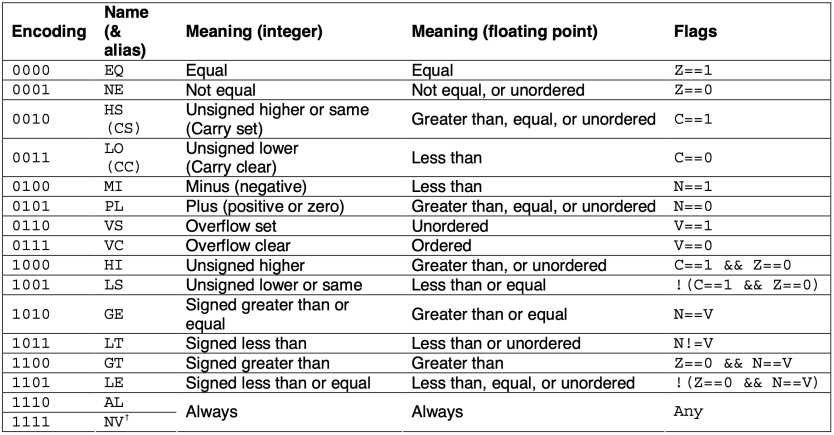 Encoding Name (& alias) Meaning (integer) Meaning (floating point) Flags
0000 EQ Equal Equal Z==1
0001 NE Not equal Not equal, or unordered Z==0
0010 HS (CS) Unsigned higher or same (Carry set) Greater than, equal, or unordered C==1
0011 LO (CC) Unsigned lower (Carry clear) Less than C==0
0100 MI Minus (negative) Less than N==1
0101 PL Plus (positive or zero) Greater than, equal, or unordered N==0
0110 VS Overflow set Unordered V==1
0111 VC Overflow clear Ordered V==0
1000 HI Unsigned higher Greater than, or unordered C==1 && Z==0
1001 LS Unsigned lower or same Less than or equal !(C==1 && Z==0)
1010 GE Signed greater than or equal Greater than or equal N==V
1011 LT Signed less than Less than or unordered N!=V
1100 GT Signed greater than Greater than Z==0 && N==V
1101 LE Signed less than or equal Less than, equal, or unordered !(Z==0 && N==V)
1110 AL Always Always Any
1111 NV†